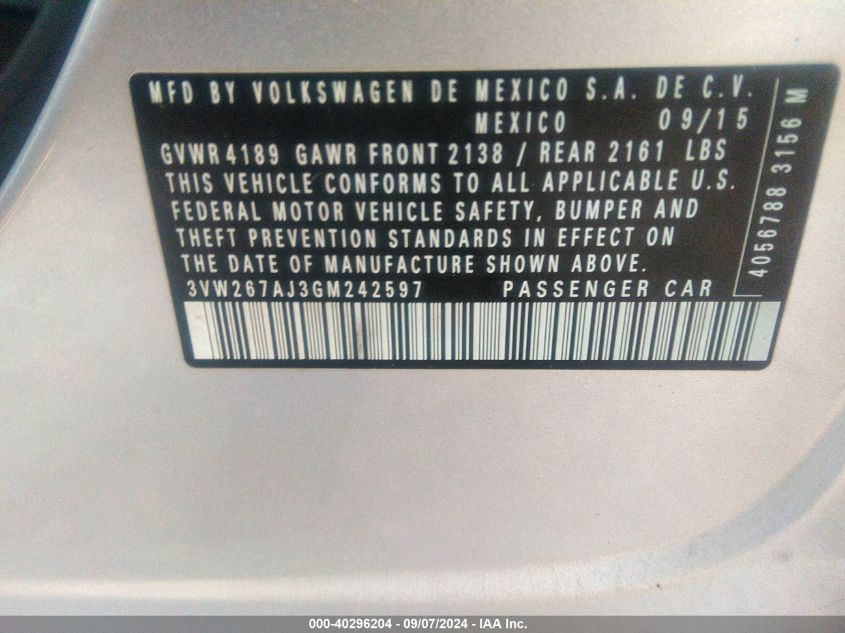 MFD BY VOLKSWAGEN DE MEXICO S.A. DE C.V.
MEXICO 09/15
GVWR 4189 GAWR FRONT 2138 / REAR 2161 LBS
THIS VEHICLE CONFORMS TO ALL APPLICABLE U.S.
FEDERAL MOTOR VEHICLE SAFETY, BUMPER AND
THEFT PREVENTION STANDARDS IN EFFECT ON
THE DATE OF MANUFACTURE SHOWN ABOVE.
3VW267AJ3GM242597 PASSENGER CAR
4056788 3156 M
000-40296204 - 09/07/2024 - IAA Inc.